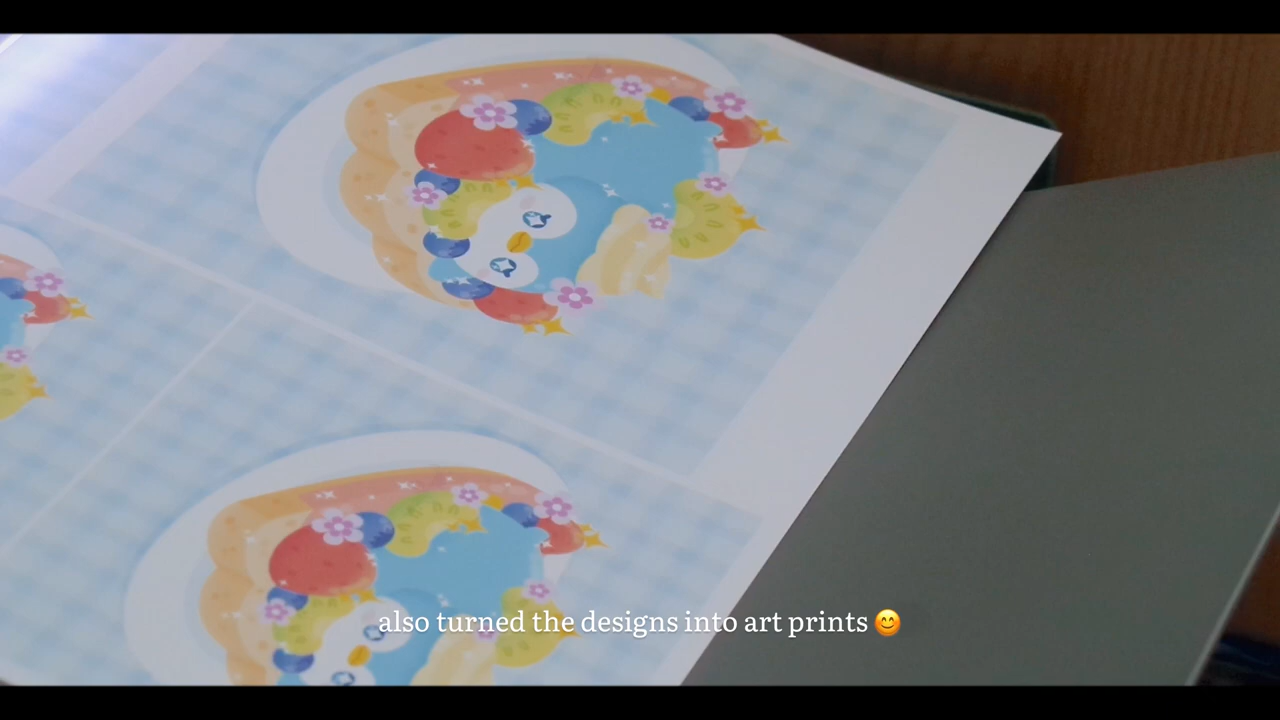 also turned the designs into art prints 😊